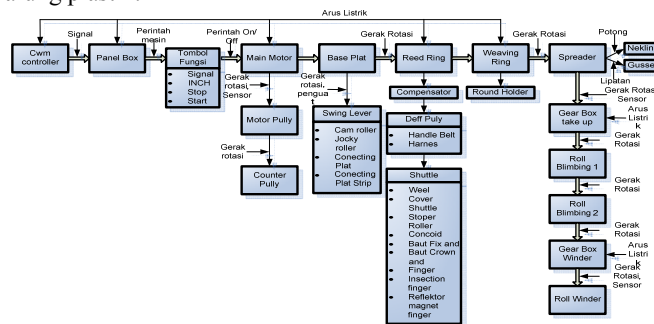 Arus Listrik
Signal
Perintah
mesin
Perintah On/
Off
Gerak Rotasi
Gerak Rotasi
Potong
Cwm
controller
Panel Box
Tombol
Fungsi
Signal
INCH
Stop
Start
Main Motor
Base Plat
Reed Ring
Weaving
Ring
Spreader
Neklin
Gusse
Lipatan
Gerak
rotasi,
Sensor
Gerak
rotasi,
pengua
t
Compensator
Round Holder
Gerak Rotasi,
Sensor
Motor Pully
Swing Lever
Cam roller
Jocky
roller
Conecting
Plat
Conecting
Plat Strip
Deff Puly
Handle Belt
Harnes
Gear Box
take up
Arus
Listri
k
Gerak
rotasi
Gerak
Rotasi
Counter
Pully
Shuttle
Weel
Cover
Shuttle
Stoper
Roller
Concoid
Baut Fix and
Baut Crown
and
Finger
Insection
finger
Reflektor
magnet
finger
Roll Blimbing 1
Gerak
Rotasi
Roll
Blimbing 2
Gerak
Rotasi
Gear Box
Winder
Arus
Listri
k
Gerak
Rotasi,
Sensor
Roll Winder